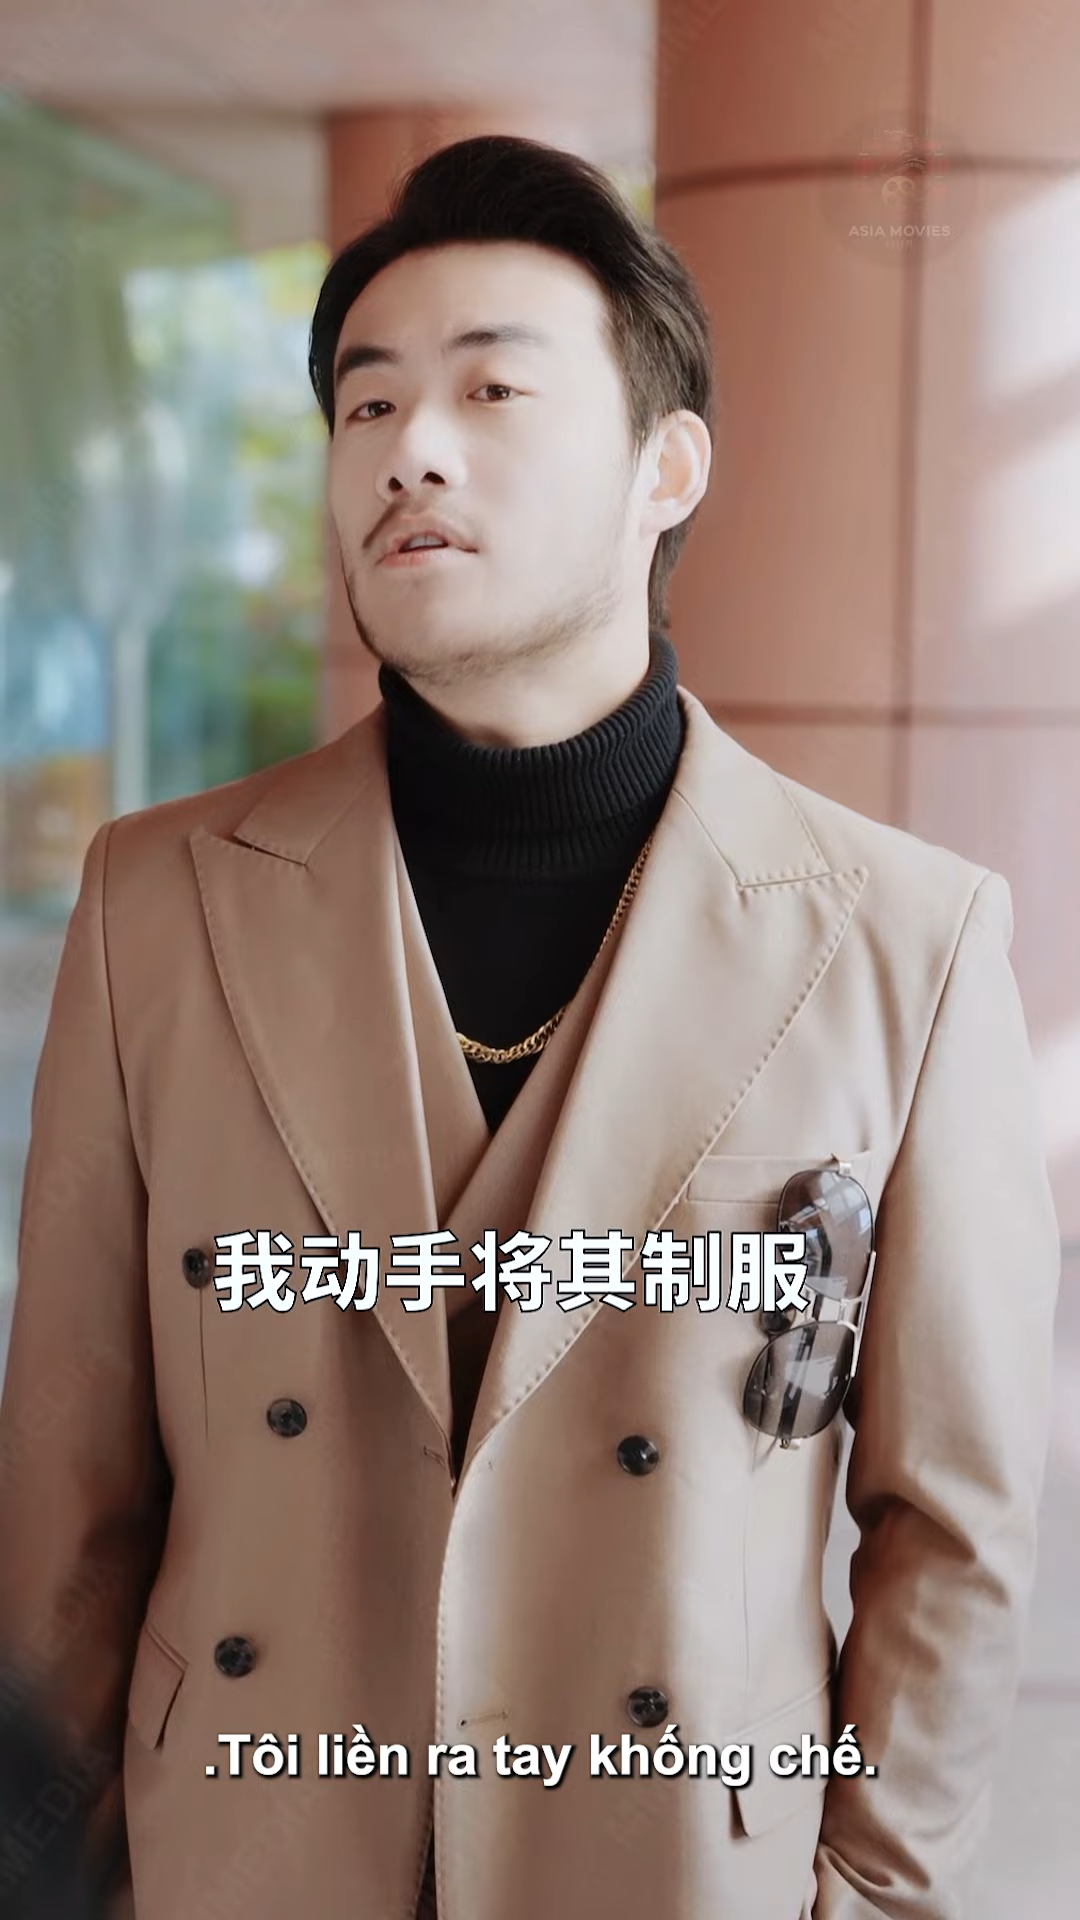 ASIA MOVIES
我动手将其制服
.Tôi liền ra tay khống chế.